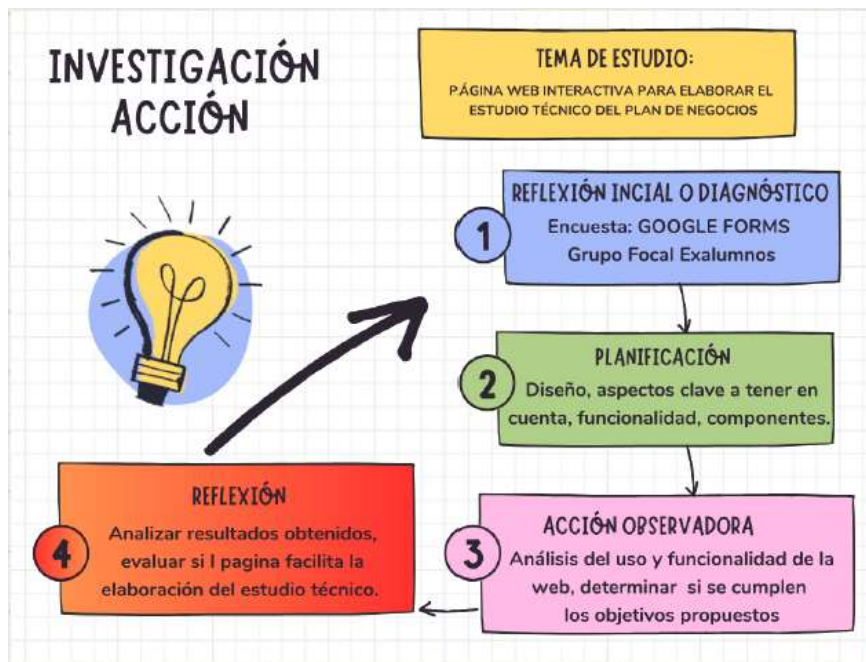 INVESTIGACIÓN
ACCIÓN
TEMA DE ESTUDIO:
PÁGINA WEB INTERACTIVA PARA ELABORAR EL
ESTUDIO TÉCNICO DEL PLAN DE NEGOCIOS
1
REFLEXIÓN INCIAL O DIAGNÓSTICO
Encuesta: GOOGLE FORMS
Grupo Focal Exalumnos
2
PLANIFICACIÓN
Diseño, aspectos clave a tener en
cuenta, funcionalidad, componentes.
3
ACCIÓN OBSERVADORA
Análisis del uso y funcionalidad de la
web, determinar si se cumplen
los objetivos propuestos
4
REFLEXIÓN
Analizar resultados obtenidos,
evaluar si l pagina facilita la
elaboración del estudio técnico.